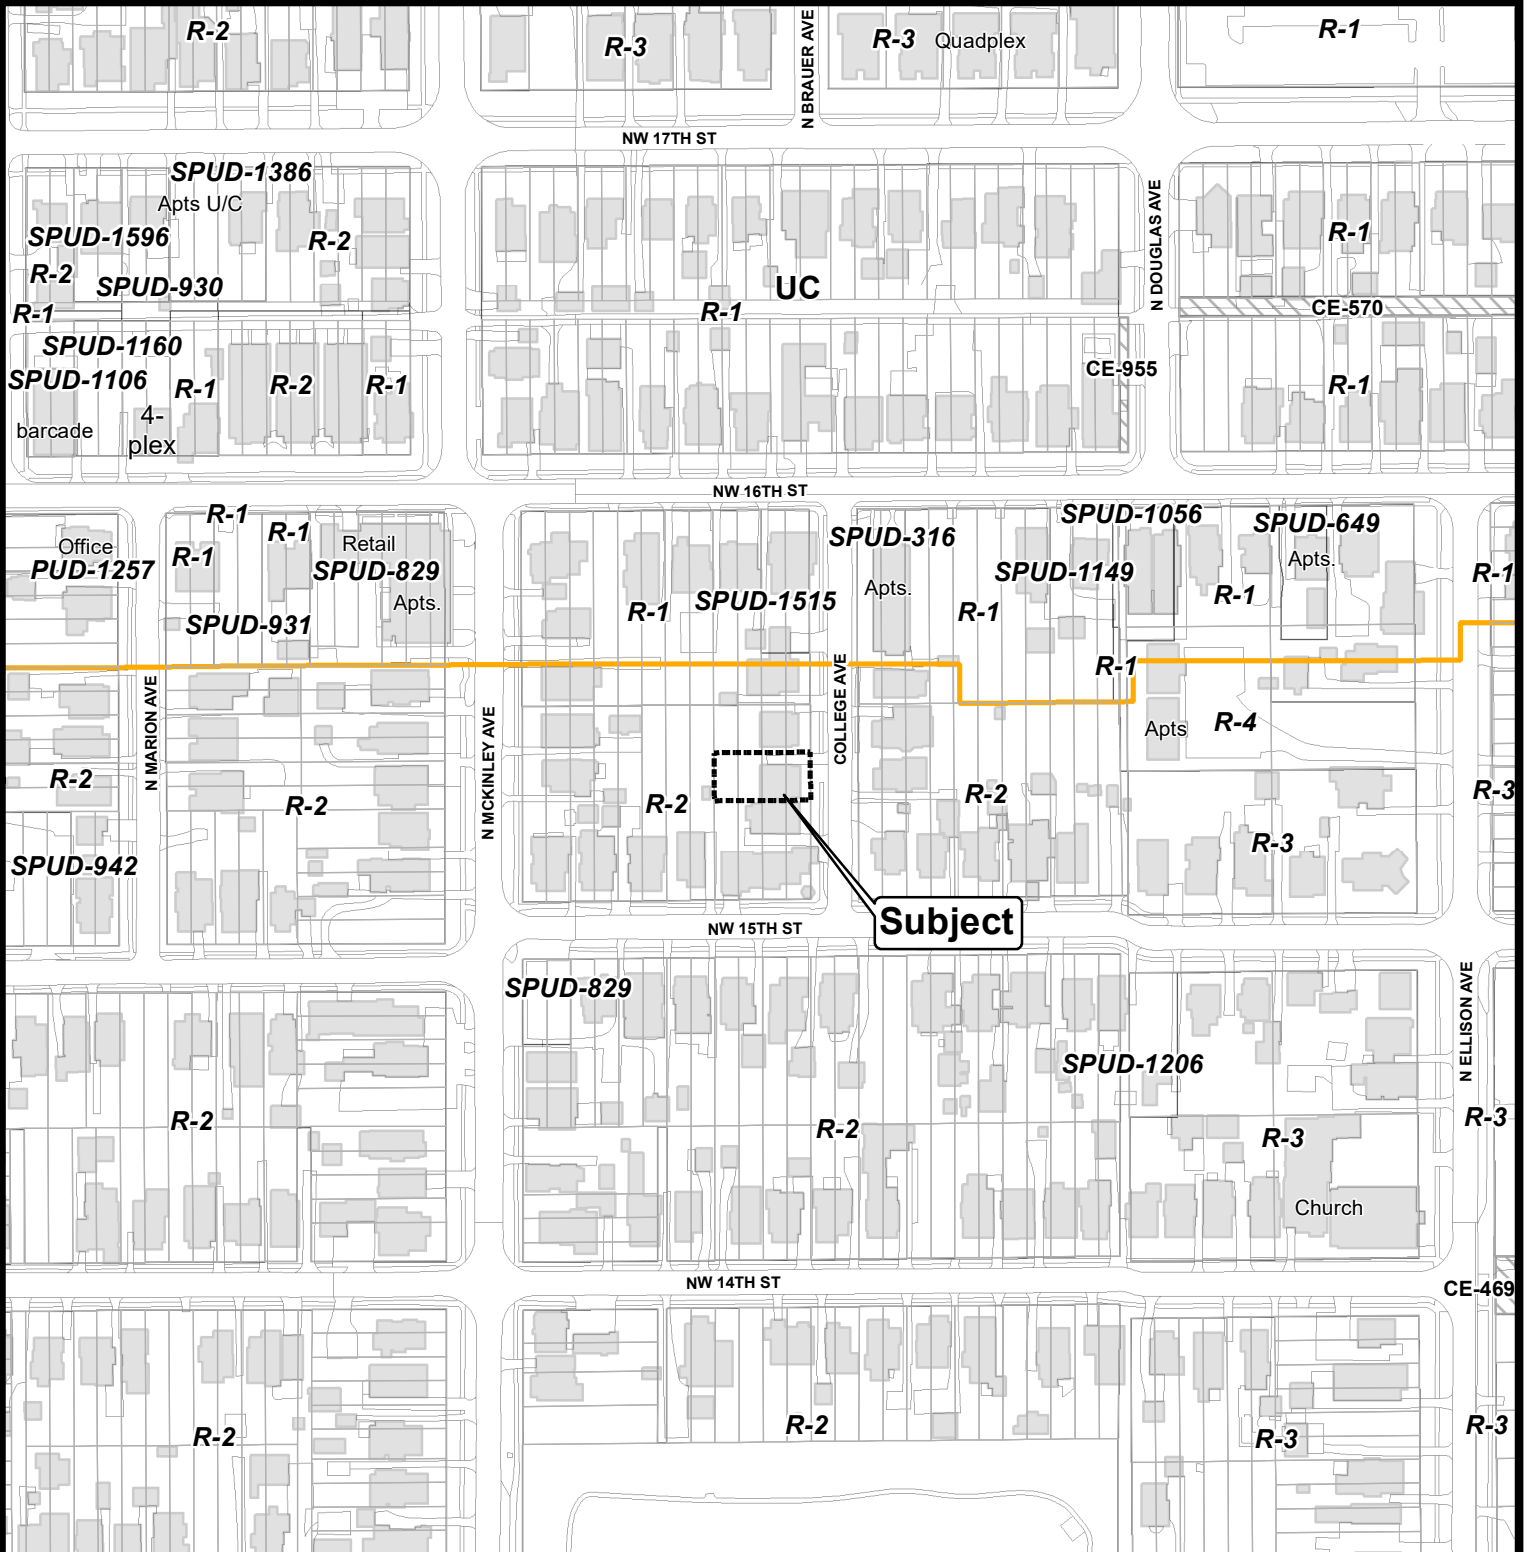 R-2
R-3
N BRAUER AVE
R-3
Quadplex
R-1
NW 17TH ST
SPUD-1386
Apts U/C
SPUD-1596
R-2
R-2
SPUD-930
R-1
UC
R-1
N DOUGLAS AVE
R-1
CE-570
SPUD-1160
SPUD-1106
R-1
R-2
R-1
barcade
4-
plex
CE-955
R-1
NW 16TH ST
R-1
R-1
Office
PUD-1257
R-1
Retail
SPUD-829
Apts.
SPUD-931
R-1
SPUD-1515
SPUD-316
Apts.
R-1
SPUD-1056
SPUD-1149
SPUD-649
Apts.
R-1
R-1
N MARION AVE
N MCKINLEY AVE
COLLEGE AVE
R-1
Apts
R-4
R-2
R-2
R-2
R-2
R-3
SPUD-942
R-3
Subject
NW 15TH ST
SPUD-829
N ELLISON AVE
SPUD-1206
R-2
R-2
R-3
R-3
Church
NW 14TH ST
CE-469
R-2
R-2
R-3
R-3